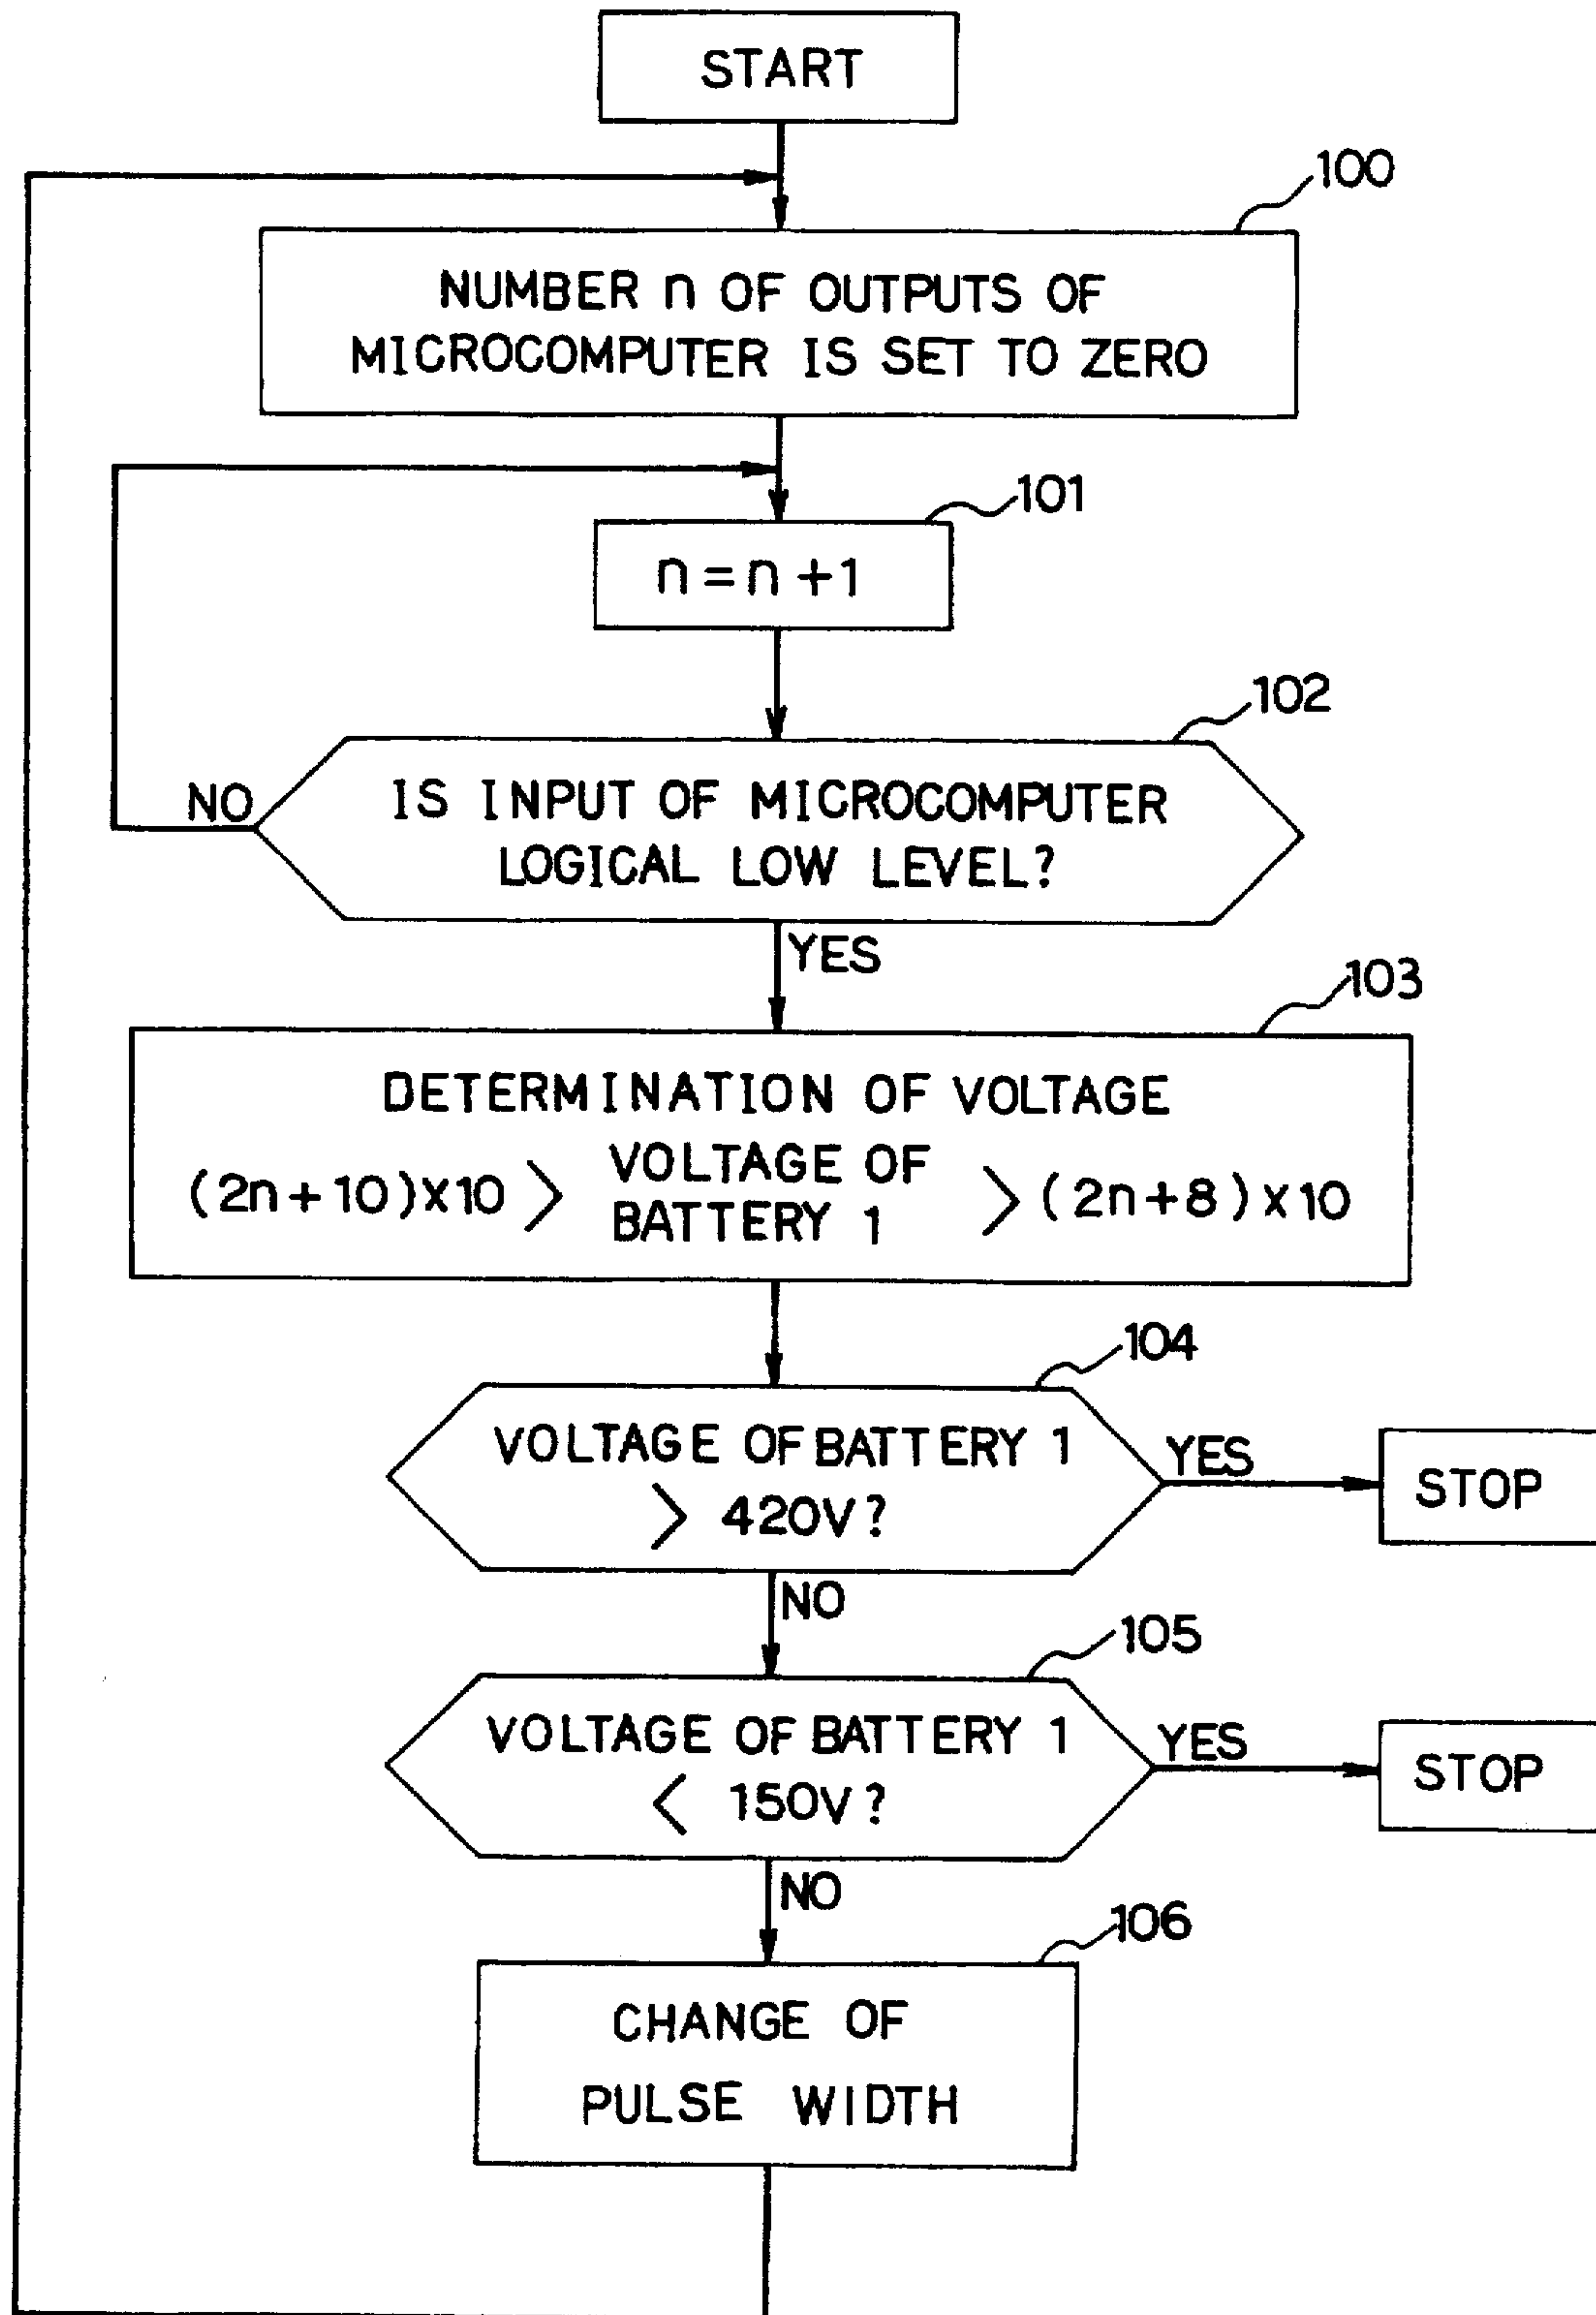 START
100
NUMBER n OF OUTPUTS OF
MICROCOMPUTER IS SET TO ZERO
101
n = n + 1
102
IS INPUT OF MICROCOMPUTER
LOGICAL LOW LEVEL?
NO
YES
103
DETERMINATION OF VOLTAGE
(2n+10)x10 > VOLTAGE OF BATTERY 1 > (2n+8)x10
104
VOLTAGE OF BATTERY 1
> 420V?
YES
STOP
NO
105
VOLTAGE OF BATTERY 1
< 150V?
YES
STOP
NO
106
CHANGE OF
PULSE WIDTH